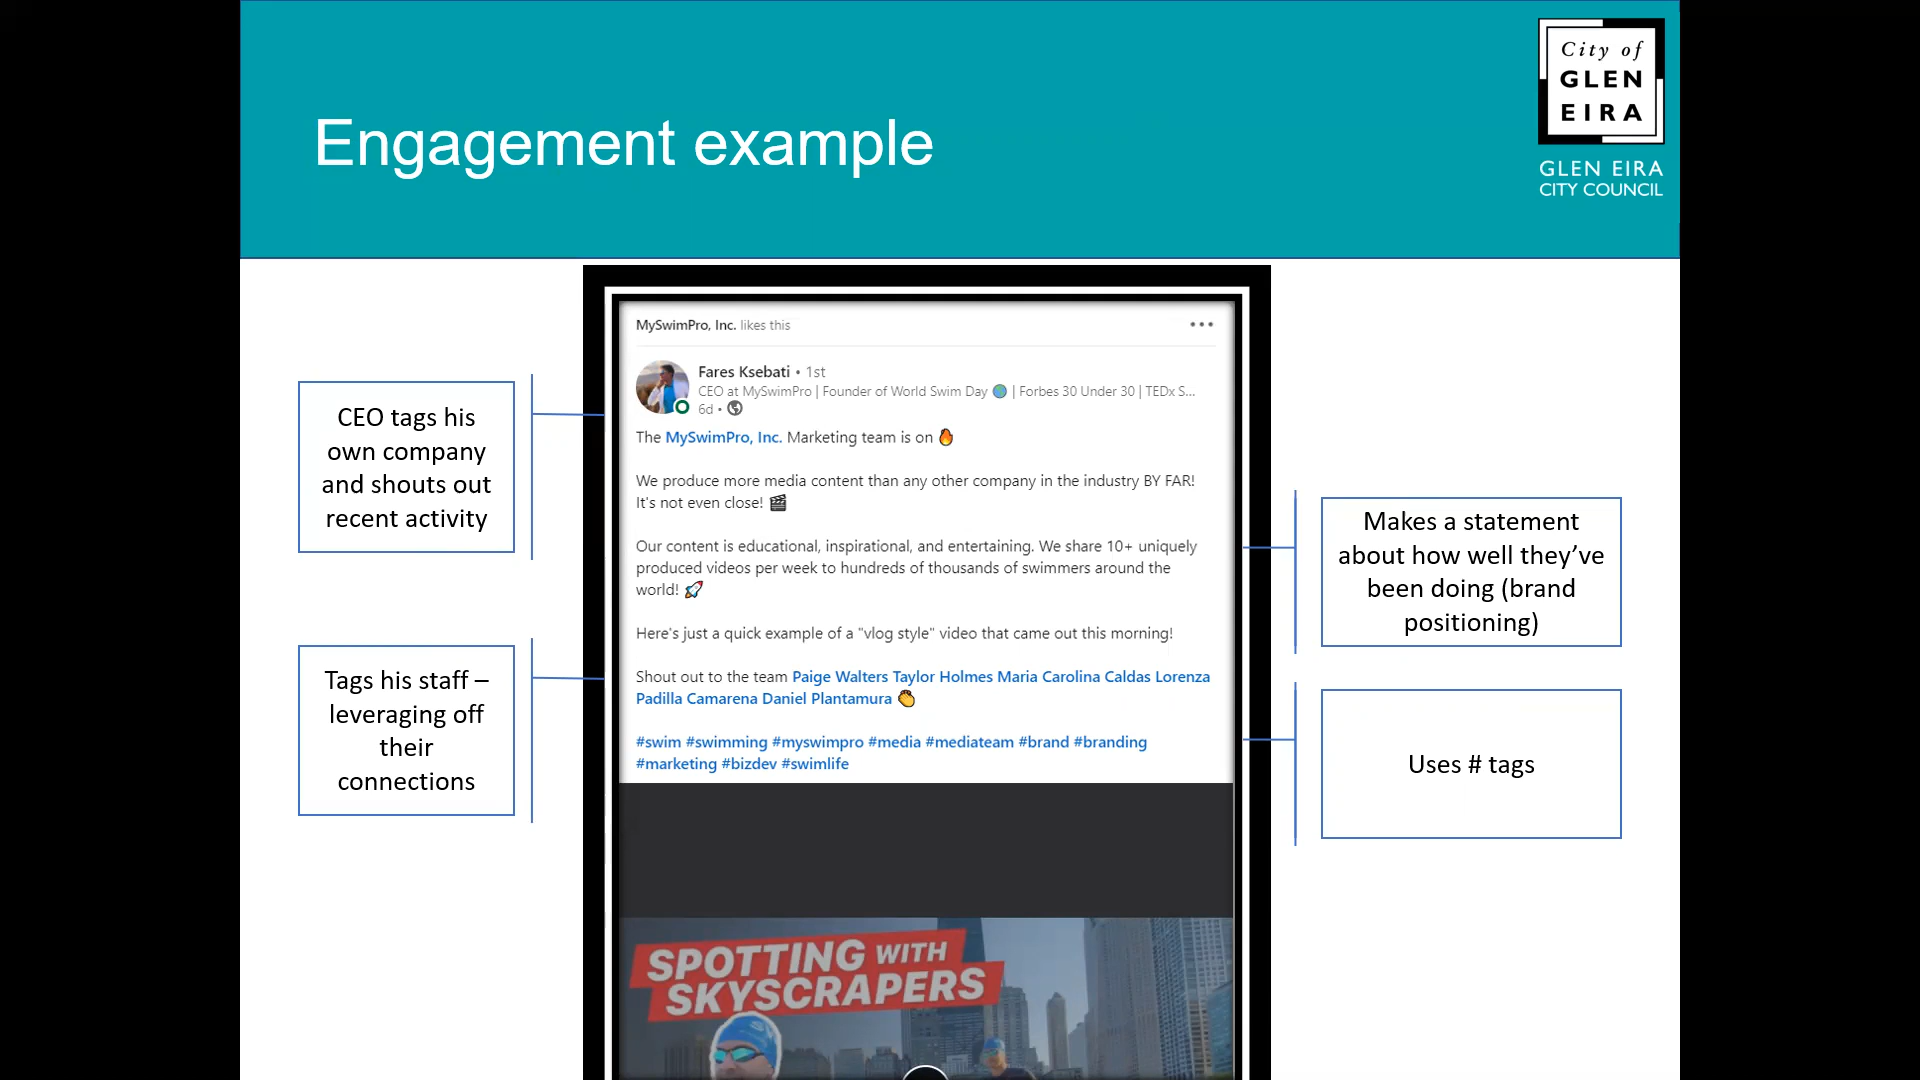 Engagement example
City of
GLEN
EIRA
GLEN EIRA
CITY COUNCIL
CEO tags his
own company
and shouts out
recent activity
Tags his staff –
leveraging off
their
connections
MySwimPro, Inc. likes this
Fares Ksebati • 1st
CEO at MySwimPro | Founder of World Swim Day 🌍 | Forbes 30 Under 30 | TEDx S...
6d •
The MySwimPro, Inc. Marketing team is on 🔥
We produce more media content than any other company in the industry BY FAR!
It's not even close! 🎬
Our content is educational, inspirational, and entertaining. We share 10+ uniquely
produced videos per week to hundreds of thousands of swimmers around the
world! 🚀
Here's just a quick example of a "vlog style" video that came out this morning!
Shout out to the team Paige Walters Taylor Holmes Maria Carolina Caldas Lorenza
Padilla Camarena Daniel Plantamura 👏
#swim #swimming #myswimpro #media #mediateam #brand #branding
#marketing #bizdev #swimlife
SPOTTING WITH
SKYSCRAPERS
Makes a statement
about how well they’ve
been doing (brand
positioning)
Uses # tags